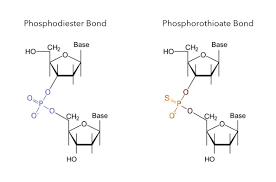 Phosphodiester Bond
HO CH2 O Base
O
O P
O⁻ O
CH2 O Base
HO
Phosphorothioate Bond
HO CH2 O Base
O
S P
O⁻ O
CH2 O Base
HO